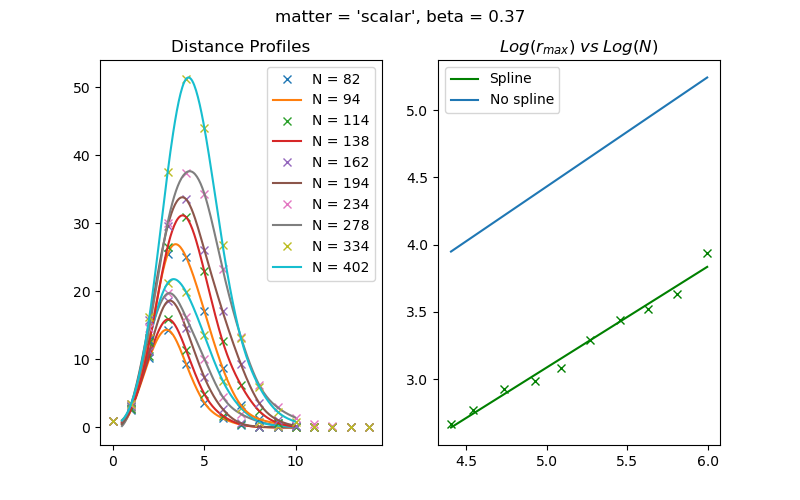 matter = 'scalar', beta = 0.37
Distance Profiles
50
40
30
20
10
0
0 5 10
N = 82
N = 94
N = 114
N = 138
N = 162
N = 194
N = 234
N = 278
N = 334
N = 402
Log(r_max) vs Log(N)
Spline
No spline
5.0
4.5
4.0
3.5
3.0
4.5 5.0 5.5 6.0